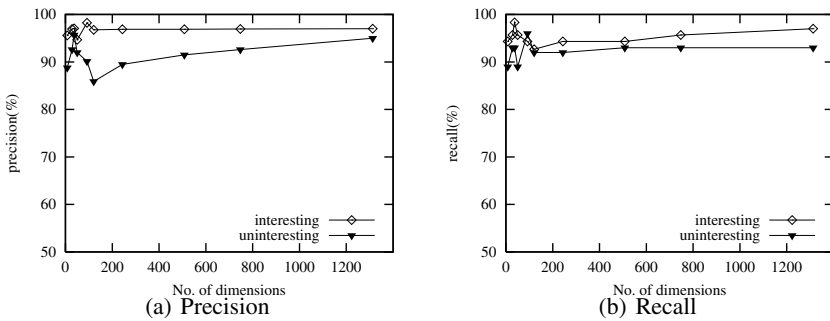 100
90
80
70
60
50
0
200
400
600
800
1000
1200
precision(%)
No. of dimensions
interesting
uninteresting
(a) Precision
100
90
80
70
60
50
0
200
400
600
800
1000
1200
recall(%)
No. of dimensions
interesting
uninteresting
(b) Recall